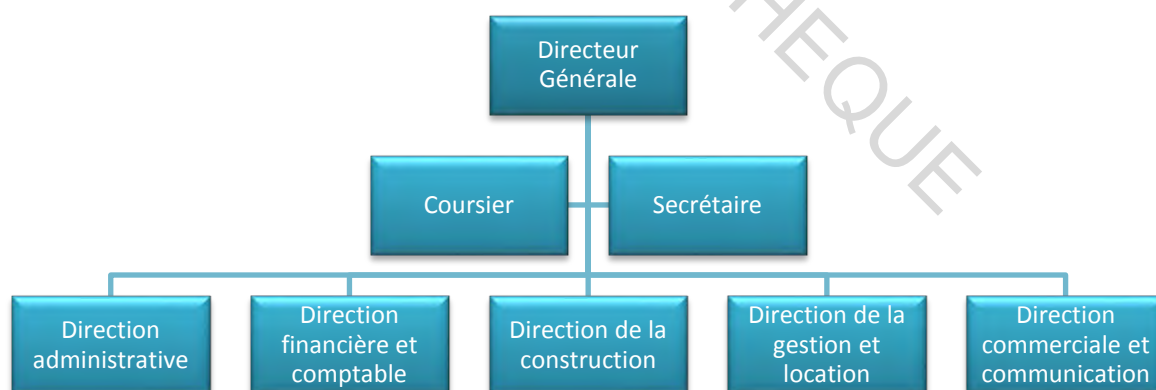 HEQUE
Directeur
Générale
Coursier
Secrétaire
Direction
administrative
Direction
financière et
comptable
Direction de la
construction
Direction de la
gestion et
location
Direction
commerciale et
communication